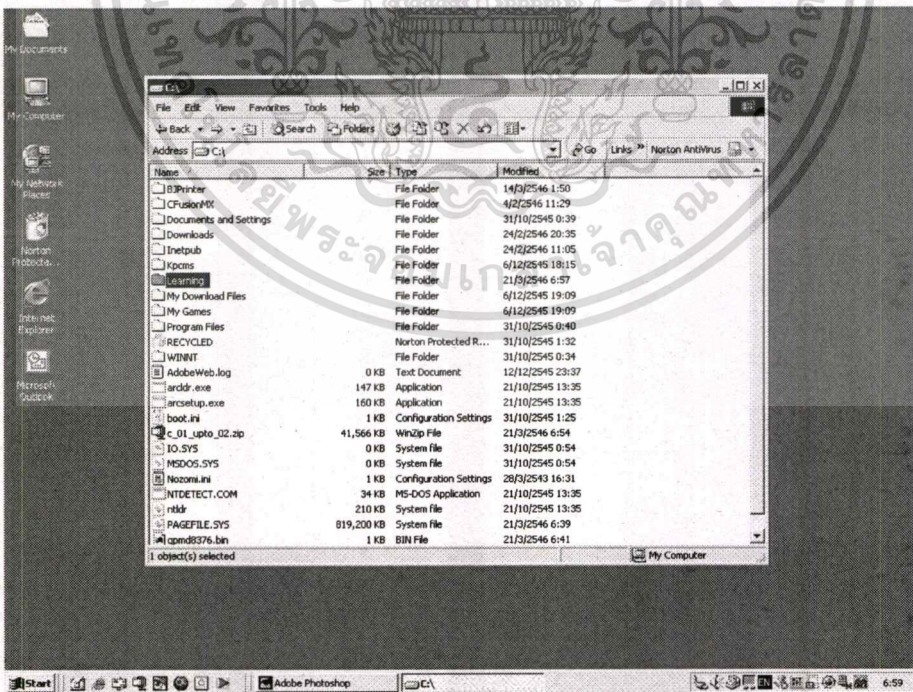 My Documents
My Computer
My Network
Places
Norton
Protecte...
Internet
Explorer
Microsoft
Outlook
C:\
File Edit View Favorites Tools Help
Back Search Folders
Address C:\ Go Links » Norton AntiVirus
Name Size Type Modified
BJPrinter File Folder 14/3/2546 1:50
CFusionMX File Folder 4/2/2546 11:29
Documents and Settings File Folder 31/10/2545 0:39
Downloads File Folder 24/2/2546 20:35
Inetpub File Folder 24/2/2546 11:05
Kpcms File Folder 6/12/2545 18:15
Learning File Folder 21/3/2546 6:57
My Download Files File Folder 6/12/2545 19:09
My Games File Folder 6/12/2545 19:09
Program Files File Folder 31/10/2545 0:40
RECYCLED Norton Protected R... 31/10/2545 1:32
WINNT File Folder 31/10/2545 0:34
AdobeWeb.log 0 KB Text Document 12/12/2545 23:37
arcldr.exe 147 KB Application 21/10/2545 13:35
arcsetup.exe 160 KB Application 21/10/2545 13:35
boot.ini 1 KB Configuration Settings 31/10/2545 1:25
c_01_upto_02.zip 41,566 KB WinZip File 21/3/2546 6:54
IO.SYS 0 KB System file 31/10/2545 0:54
MSDOS.SYS 0 KB System file 31/10/2545 0:54
Nozomi.ini 1 KB Configuration Settings 28/3/2543 16:31
NTDETECT.COM 34 KB MS-DOS Application 21/10/2545 13:35
ntldr 210 KB System file 21/10/2545 13:35
PAGEFILE.SYS 819,200 KB System file 21/3/2546 6:39
qpmd8376.bin 1 KB BIN File 21/3/2546 6:41
1 object(s) selected My Computer
Start Adobe Photoshop C:\ EN 6:59